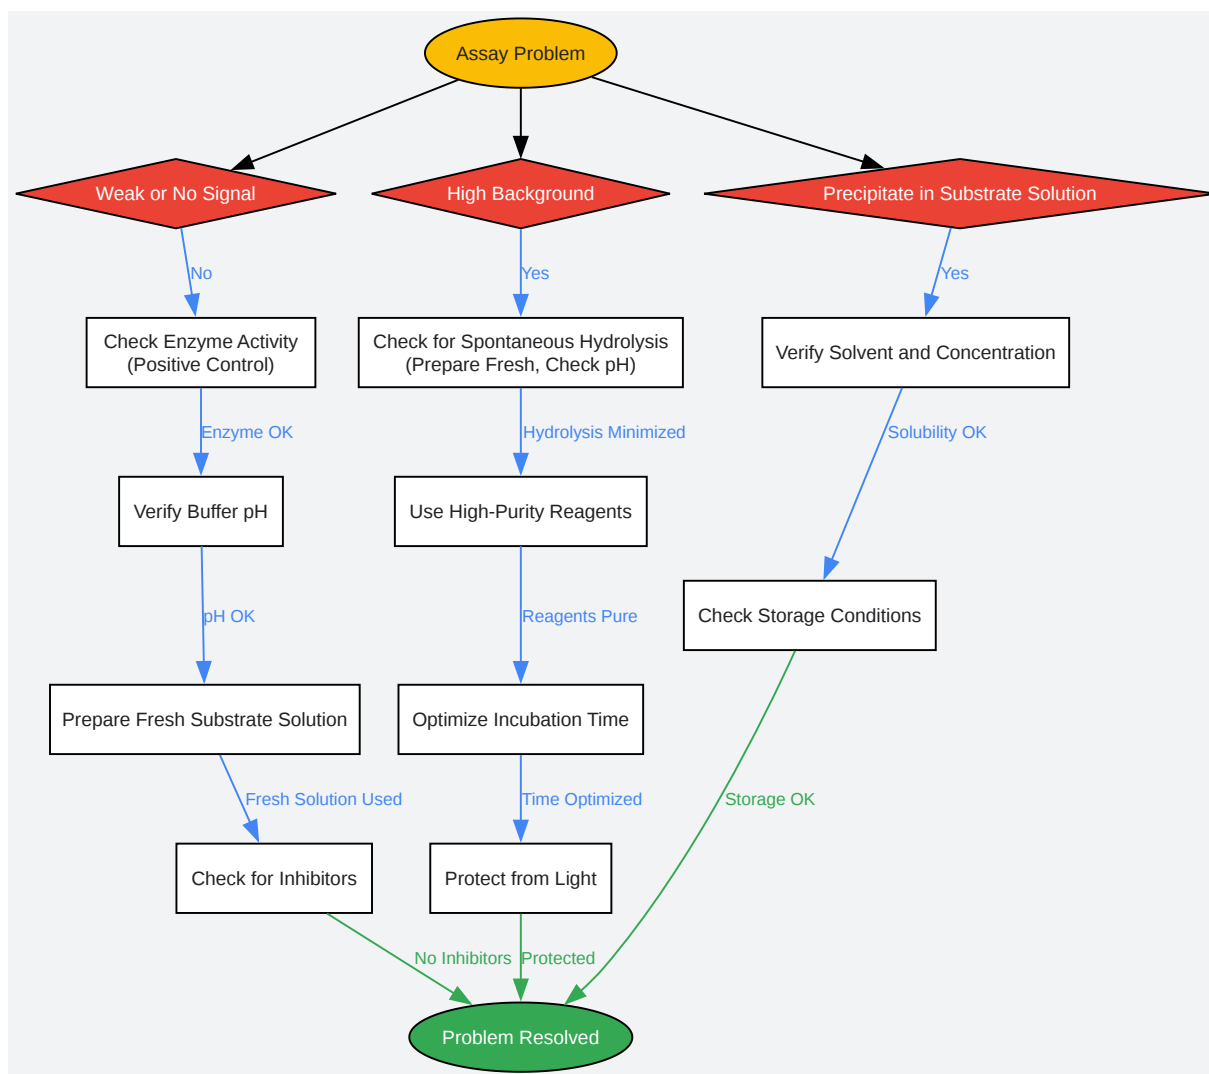 Assay Problem
Weak or No Signal
High Background
Precipitate in Substrate Solution
No
Yes
Yes
Check Enzyme Activity
(Positive Control)
Check for Spontaneous Hydrolysis
(Prepare Fresh, Check pH)
Verify Solvent and Concentration
Enzyme OK
Hydrolysis Minimized
Solubility OK
Verify Buffer pH
Use High-Purity Reagents
pH OK
Reagents Pure
Check Storage Conditions
Prepare Fresh Substrate Solution
Optimize Incubation Time
Fresh Solution Used
Time Optimized
Storage OK
Check for Inhibitors
Protect from Light
No Inhibitors
Protected
Problem Resolved